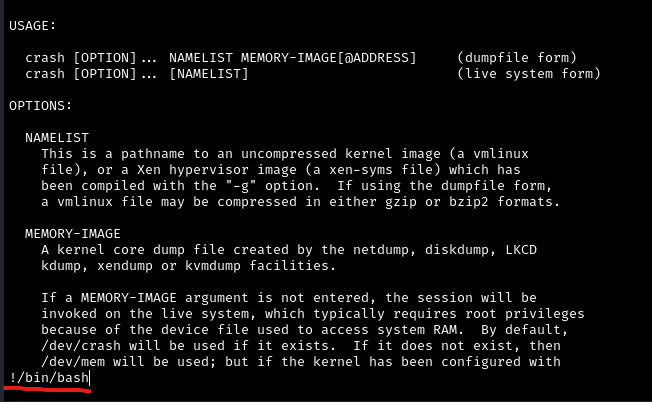 USAGE:
crash [OPTION]... NAMELIST MEMORY-IMAGE[@ADDRESS] (dumpfile form)
crash [OPTION]... [NAMELIST] (live system form)
OPTIONS:
NAMELIST
This is a pathname to an uncompressed kernel image (a vmlinux
file), or a Xen hypervisor image (a xen-syms file) which has
been compiled with the "-g" option. If using the dumpfile form,
a vmlinux file may be compressed in either gzip or bzip2 formats.
MEMORY-IMAGE
A kernel core dump file created by the netdump, diskdump, LKCD
kdump, xendump or kvmdump facilities.
If a MEMORY-IMAGE argument is not entered, the session will be
invoked on the live system, which typically requires root privileges
because of the device file used to access system RAM. By default,
/dev/crash will be used if it exists. If it does not exist, then
/dev/mem will be used; but if the kernel has been configured with
!/bin/bash